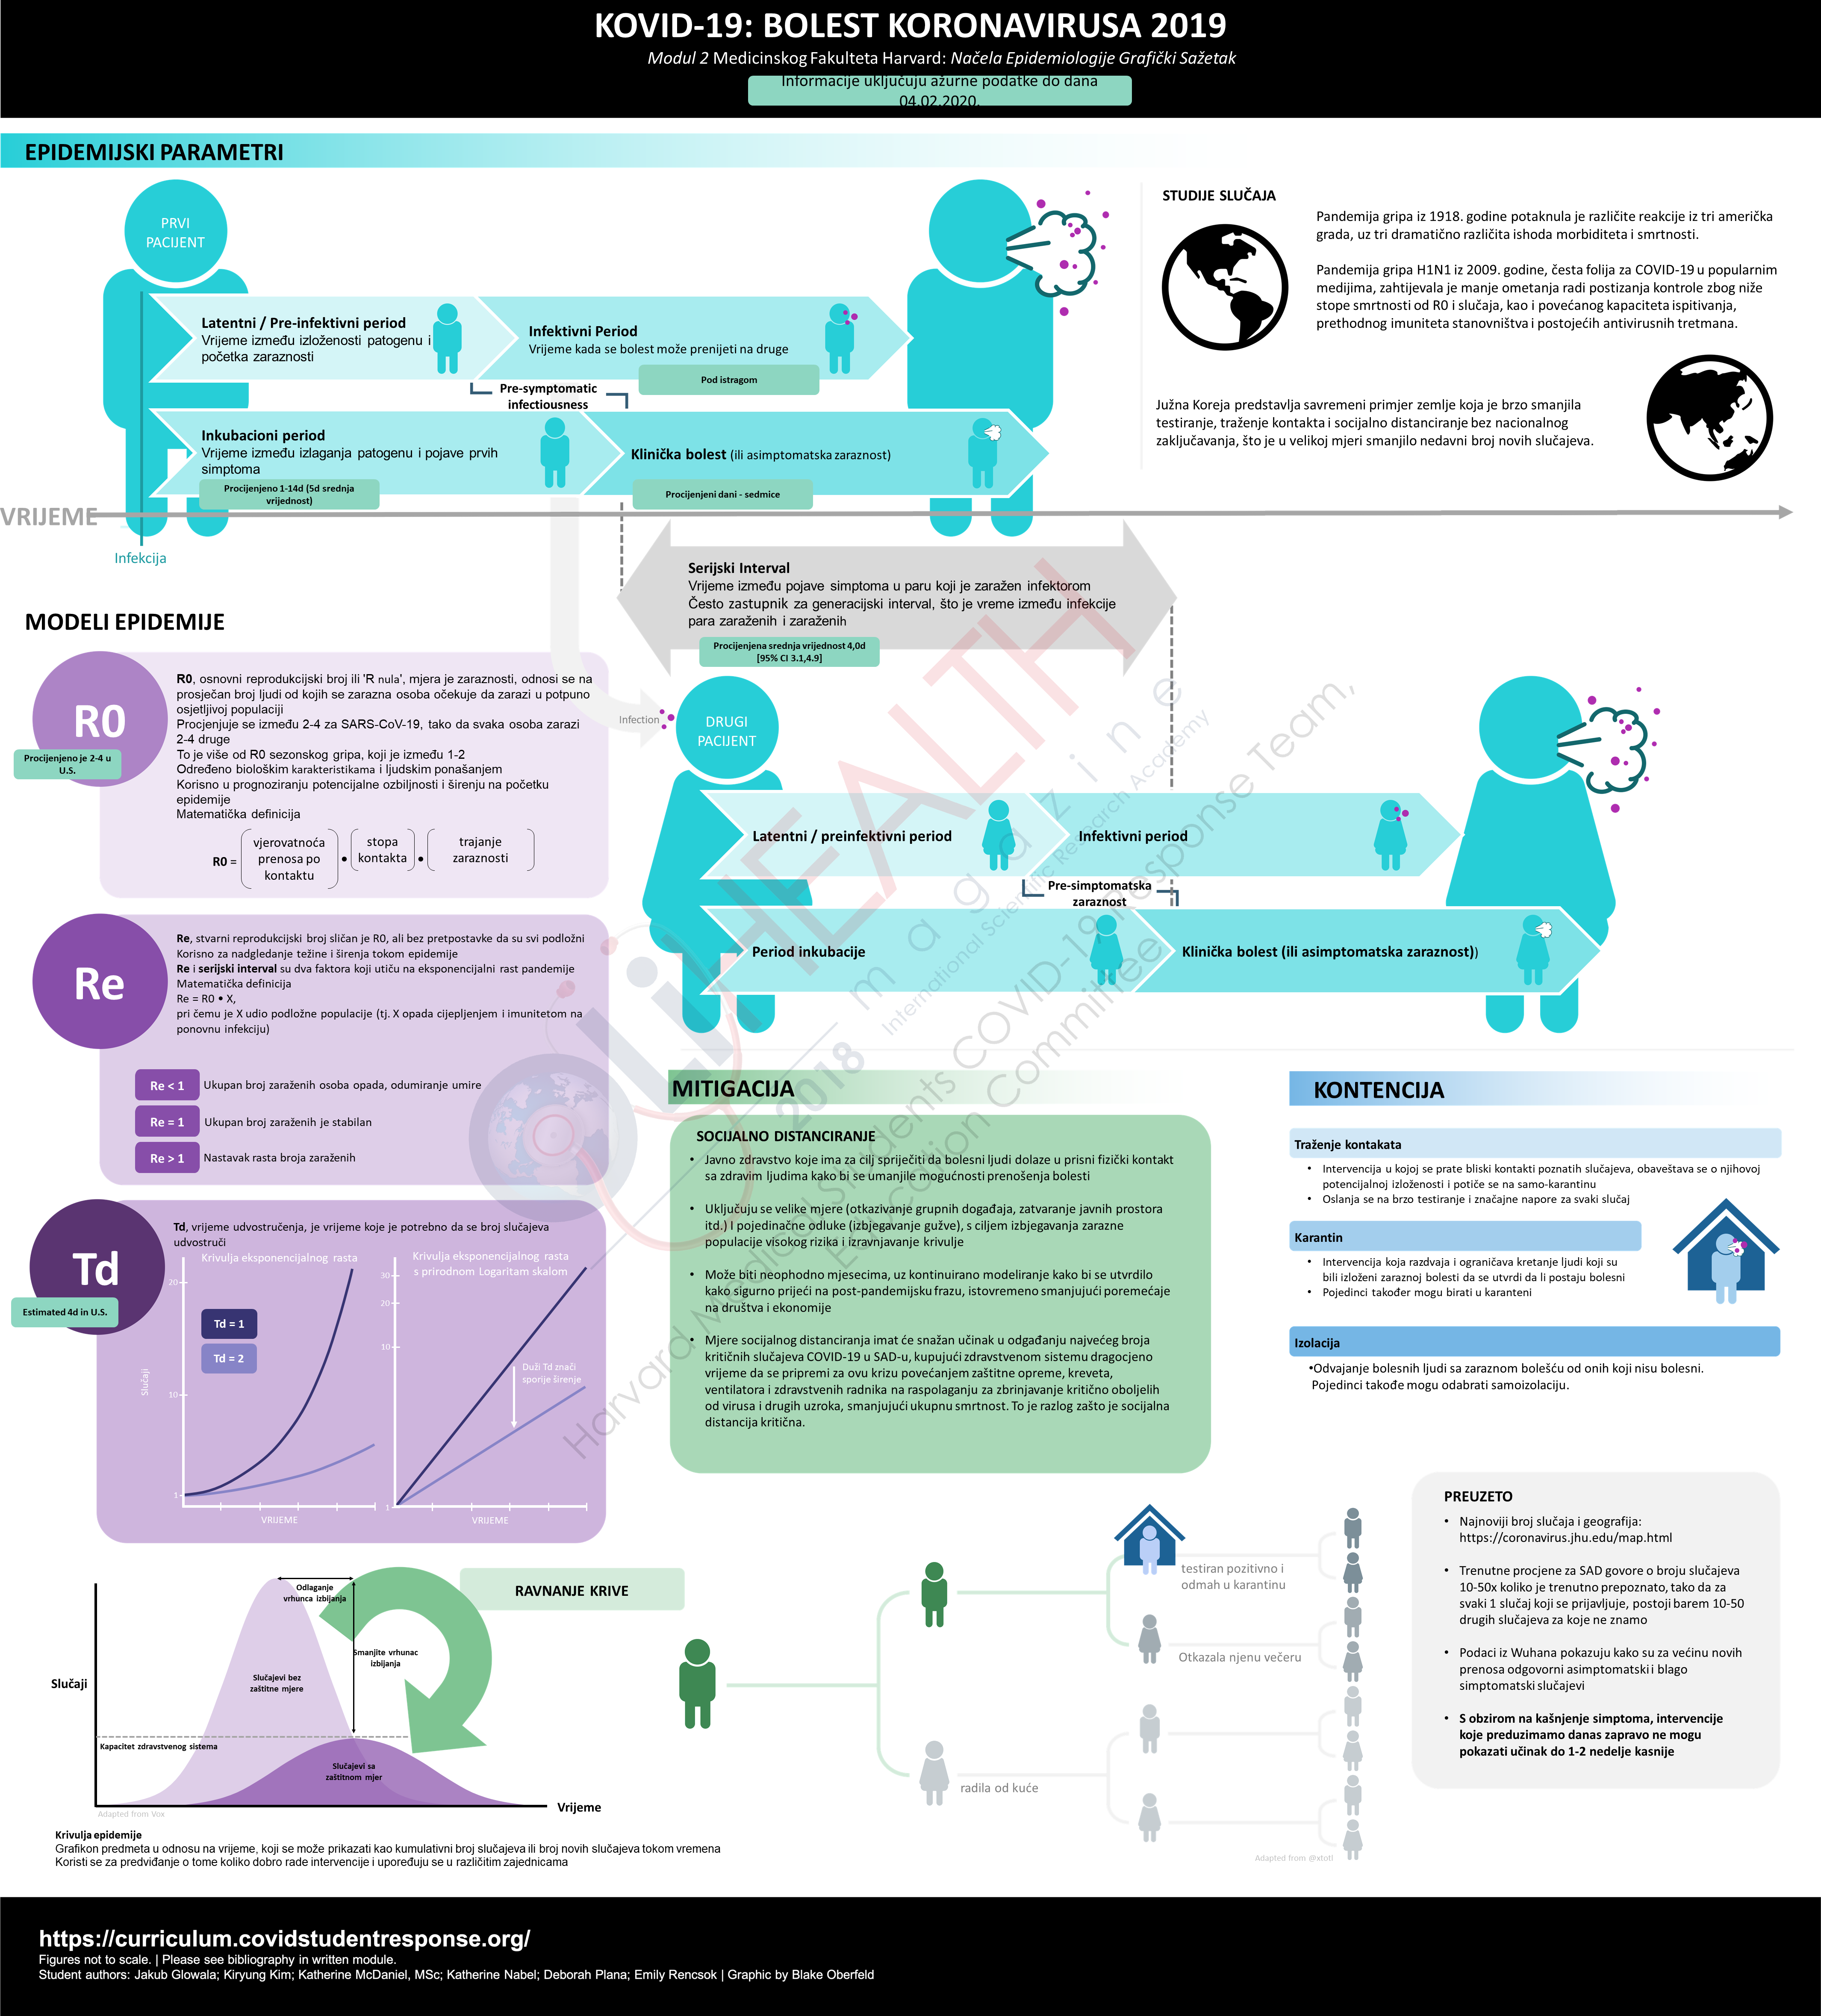 KOVID-19: BOLEST KORONAVIRUSA 2019
Modul 2 Medicinskog Fakulteta Harvard: Načela Epidemiologije Grafički Sažetak
Informacije uključuju ažurne podatke do dana
04.02.2020.
EPIDEMIJSKI PARAMETRI
PRVI
PACIJENT
Latentni / Pre-infektivni period
Vrijeme između izloženosti patogenu i
početka zaraznosti
Infektivni Period
Vrijeme kada se bolest može prenijeti na druge
Pod istragom
Pre-symptomatic
infectiousness
Inkubacioni period
Vrijeme između izlaganja patogenu i pojave prvih
simptoma
Procijenjeno 1-14d (5d srednja
vrijednost)
Klinička bolest (ili asimptomatska zaraznost)
Procijenjeni dani - sedmice
VRIJEME
Infekcija
STUDIJE SLUČAJA
Pandemija gripa iz 1918. godine potaknula je različite reakcije iz tri američka
grada, uz tri dramatično različita ishoda morbiditeta i smrtnosti.
Pandemija gripa H1N1 iz 2009. godine, česta folija za COVID-19 u popularnim
medijima, zahtijevala je manje ometanja radi postizanja kontrole zbog niže
stope smrtnosti od R0 i slučaja, kao i povećanog kapaciteta ispitivanja,
prethodnog imuniteta stanovništva i postojećih antivirusnih tretmana.
Južna Koreja predstavlja savremeni primjer zemlje koja je brzo smanjila
testiranje, traženje kontakta i socijalno distanciranje bez nacionalnog
zaključavanja, što je u velikoj mjeri smanjilo nedavni broj novih slučajeva.
Serijski Interval
Vrijeme između pojave simptoma u paru koji je zaražen infektorom
Često zastupnik za generacijski interval, što je vreme između infekcije
para zaraženih i zaraženih
Procijenjena srednja vrijednost 4,0d
[95% CI 3.1,4.9]
Infection
DRUGI
PACIJENT
Latentni / preinfektivni period
Infektivni period
Pre-simptomatska
zaraznost
Period inkubacije
Klinička bolest (ili asimptomatska zaraznost))
MODELI EPIDEMIJE
R0
Procijenjeno je 2-4 u
U.S.
R0, osnovni reprodukcijski broj ili 'R nula', mjera je zaraznosti, odnosi se na
prosječan broj ljudi od kojih se zarazna osoba očekuje da zarazi u potpuno
osjetljivoj populaciji
Procjenjuje se između 2-4 za SARS-CoV-19, tako da svaka osoba zarazi
2-4 druge
To je više od R0 sezonskog gripa, koji je između 1-2
Određeno biološkim karakteristikama i ljudskim ponašanjem
Korisno u prognoziranju potencijalne ozbiljnosti i širenju na početku
epidemije
Matematička definicija
R0 = (vjerovatnoća prenosa po kontaktu) • (stopa kontakta) • (trajanje zaraznosti)
Re
Re, stvarni reprodukcijski broj sličan je R0, ali bez pretpostavke da su svi podložni
Korisno za nadgledanje težine i širenja tokom epidemije
Re i serijski interval su dva faktora koji utiču na eksponencijalni rast pandemije
Matematička definicija
Re = R0 • X,
pri čemu je X udio podložne populacije (tj. X opada cijepljenjem i imunitetom na
ponovnu infekciju)
Re < 1 Ukupan broj zaraženih osoba opada, odumiranje umire
Re = 1 Ukupan broj zaraženih je stabilan
Re > 1 Nastavak rasta broja zaraženih
Td
Estimated 4d in U.S.
Td, vrijeme udvostručenja, je vrijeme koje je potrebno da se broj slučajeva
udvostruči
Krivulja eksponencijalnog rasta
20
10
1
Slučaji
Td = 1
Td = 2
VRIJEME
Krivulja eksponencijalnog rasta
s prirodnom Logaritam skalom
30
20
10
1
Duži Td znači
sporije širenje
VRIJEME
MITIGACIJA
SOCIJALNO DISTANCIRANJE
• Javno zdravstvo koje ima za cilj spriječiti da bolesni ljudi dolaze u prisni fizički kontakt
sa zdravim ljudima kako bi se umanjile mogućnosti prenošenja bolesti
• Uključuju se velike mjere (otkazivanje grupnih događaja, zatvaranje javnih prostora
itd.) I pojedinačne odluke (izbjegavanje gužve), s ciljem izbjegavanja zarazne
populacije visokog rizika i izravnjavanje krivulje
• Može biti neophodno mjesecima, uz kontinuirano modeliranje kako bi se utvrdilo
kako sigurno prijeći na post-pandemijsku frazu, istovremeno smanjujući poremećaje
na društva i ekonomije
• Mjere socijalnog distanciranja imat će snažan učinak u odgađanju najvećeg broja
kritičnih slučajeva COVID-19 u SAD-u, kupujući zdravstvenom sistemu dragocjeno
vrijeme da se pripremi za ovu krizu povećanjem zaštitne opreme, kreveta,
ventilatora i zdravstvenih radnika na raspolaganju za zbrinjavanje kritično oboljelih
od virusa i drugih uzroka, smanjujući ukupnu smrtnost. To je razlog zašto je socijalna
distancija kritična.
KONTENCIJA
Traženje kontakata
• Intervencija u kojoj se prate bliski kontakti poznatih slučajeva, obaveštava se o njihovoj
potencijalnoj izloženosti i potiče se na samo-karantinu
• Oslanja se na brzo testiranje i značajne napore za svaki slučaj
Karantin
• Intervencija koja razdvaja i ograničava kretanje ljudi koji su
bili izloženi zaraznoj bolesti da se utvrdi da li postaju bolesni
• Pojedinci također mogu birati u karanteni
Izolacija
•Odvajanje bolesnih ljudi sa zaraznom bolešću od onih koji nisu bolesni.
Pojedinci takođe mogu odabrati samoizolaciju.
RAVNANJE KRIVE
Odlaganje
vrhunca izbijanja
Smanjite vrhunac
izbijanja
Slučajevi bez
zaštitne mjere
Slučaji
Kapacitet zdravstvenog sistema
Slučajevi sa
zaštitnom mjer
Vrijeme
Adapted from Vox
Krivulja epidemije
Grafikon predmeta u odnosu na vrijeme, koji se može prikazati kao kumulativni broj slučajeva ili broj novih slučajeva tokom vremena
Koristi se za predviđanje o tome koliko dobro rade intervencije i upoređuju se u različitim zajednicama
testiran pozitivno i
odmah u karantinu
Otkazala njenu večeru
radila od kuće
Adapted from @xtotl
PREUZETO
• Najnoviji broj slučaja i geografija:
https://coronavirus.jhu.edu/map.html
• Trenutne procjene za SAD govore o broju slučajeva
10-50x koliko je trenutno prepoznato, tako da za
svaki 1 slučaj koji se prijavljuje, postoji barem 10-50
drugih slučajeva za koje ne znamo
• Podaci iz Wuhana pokazuju kako su za većinu novih
prenosa odgovorni asimptomatski i blago
simptomatski slučajevi
• S obzirom na kašnjenje simptoma, intervencije
koje preduzimamo danas zapravo ne mogu
pokazati učinak do 1-2 nedelje kasnije
HEALTH
magazine
International Scientific Research Academy
2018
Harvard Medical Students COVID-19 Response Team,
Education Committee
https://curriculum.covidstudentresponse.org/
Figures not to scale. | Please see bibliography in written module.
Student authors: Jakub Glowala; Kiryung Kim; Katherine McDaniel, MSc; Katherine Nabel; Deborah Plana; Emily Rencsok | Graphic by Blake Oberfeld